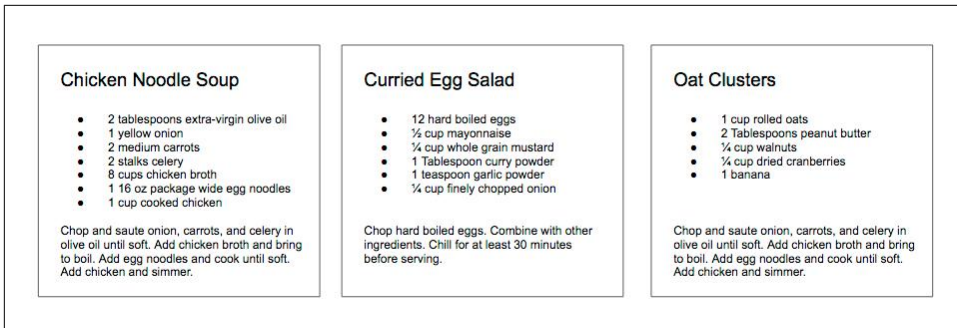 Chicken Noodle Soup
● 2 tablespoons extra-virgin olive oil
● 1 yellow onion
● 2 medium carrots
● 2 stalks celery
● 8 cups chicken broth
● 1 16 oz package wide egg noodles
● 1 cup cooked chicken
Chop and saute onion, carrots, and celery in
olive oil until soft. Add chicken broth and bring
to boil. Add egg noodles and cook until soft.
Add chicken and simmer.
Curried Egg Salad
● 12 hard boiled eggs
● ½ cup mayonnaise
● ¼ cup whole grain mustard
● 1 Tablespoon curry powder
● 1 teaspoon garlic powder
● ¼ cup finely chopped onion
Chop hard boiled eggs. Combine with other
ingredients. Chill for at least 30 minutes
before serving.
Oat Clusters
● 1 cup rolled oats
● 2 Tablespoons peanut butter
● ¼ cup walnuts
● ¼ cup dried cranberries
● 1 banana
Chop and saute onion, carrots, and celery in
olive oil until soft. Add chicken broth and bring
to boil. Add egg noodles and cook until soft.
Add chicken and simmer.